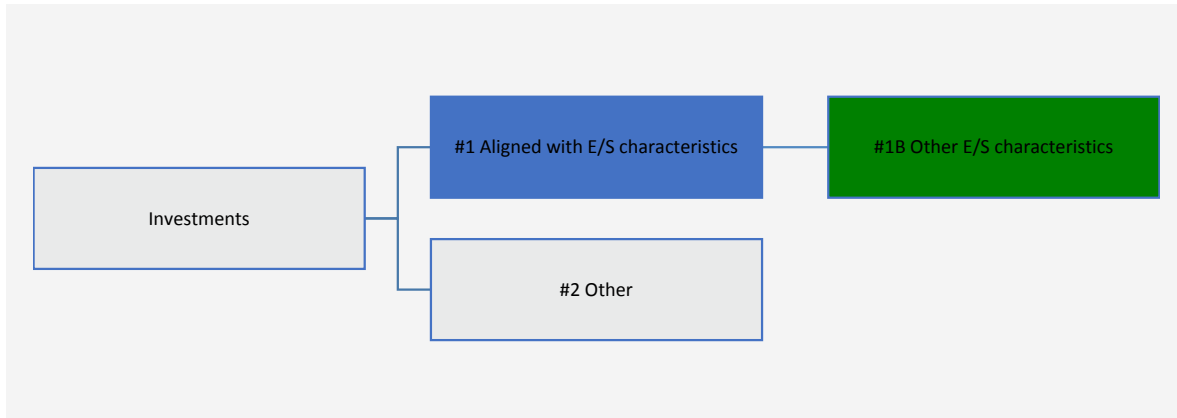 #1 Aligned with E/S characteristics
#1B Other E/S characteristics
Investments
#2 Other